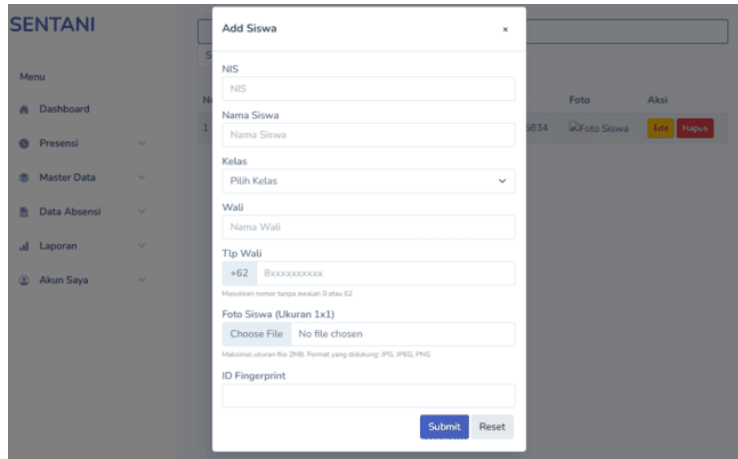 SENTANI
Menu
Dashboard
Presensi
Master Data
Data Absensi
Laporan
Akun Saya
Add Siswa
×
NIS
NIS
Nama Siswa
Nama Siswa
Kelas
Pilih Kelas
Wali
Nama Wali
Tlp Wali
+62 8xxxxxxxxxx
Masukkan nomor tanpa awalan 0 atau 62
Foto Siswa (Ukuran 1x1)
Choose File No file chosen
Maksimal ukuran file 2MB. Format yang didukung: JPG, JPEG, PNG
ID Fingerprint
Submit Reset
Foto Aksi
1 Foto Siswa Edit Hapus